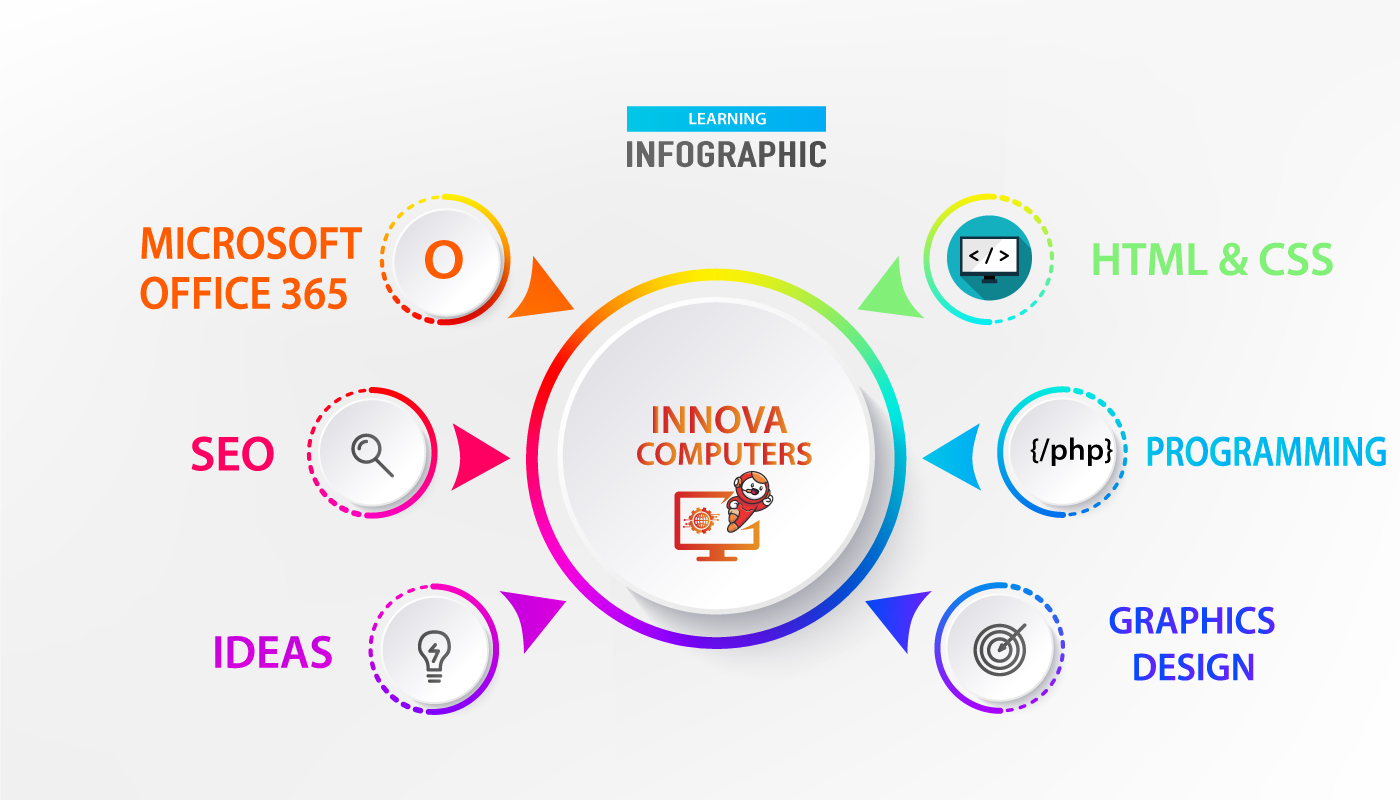 LEARNING
INFOGRAPHIC
MICROSOFT
OFFICE 365
O
</>
HTML & CSS
INNOVA
COMPUTERS
SEO
{/php}
PROGRAMMING
IDEAS
GRAPHICS
DESIGN